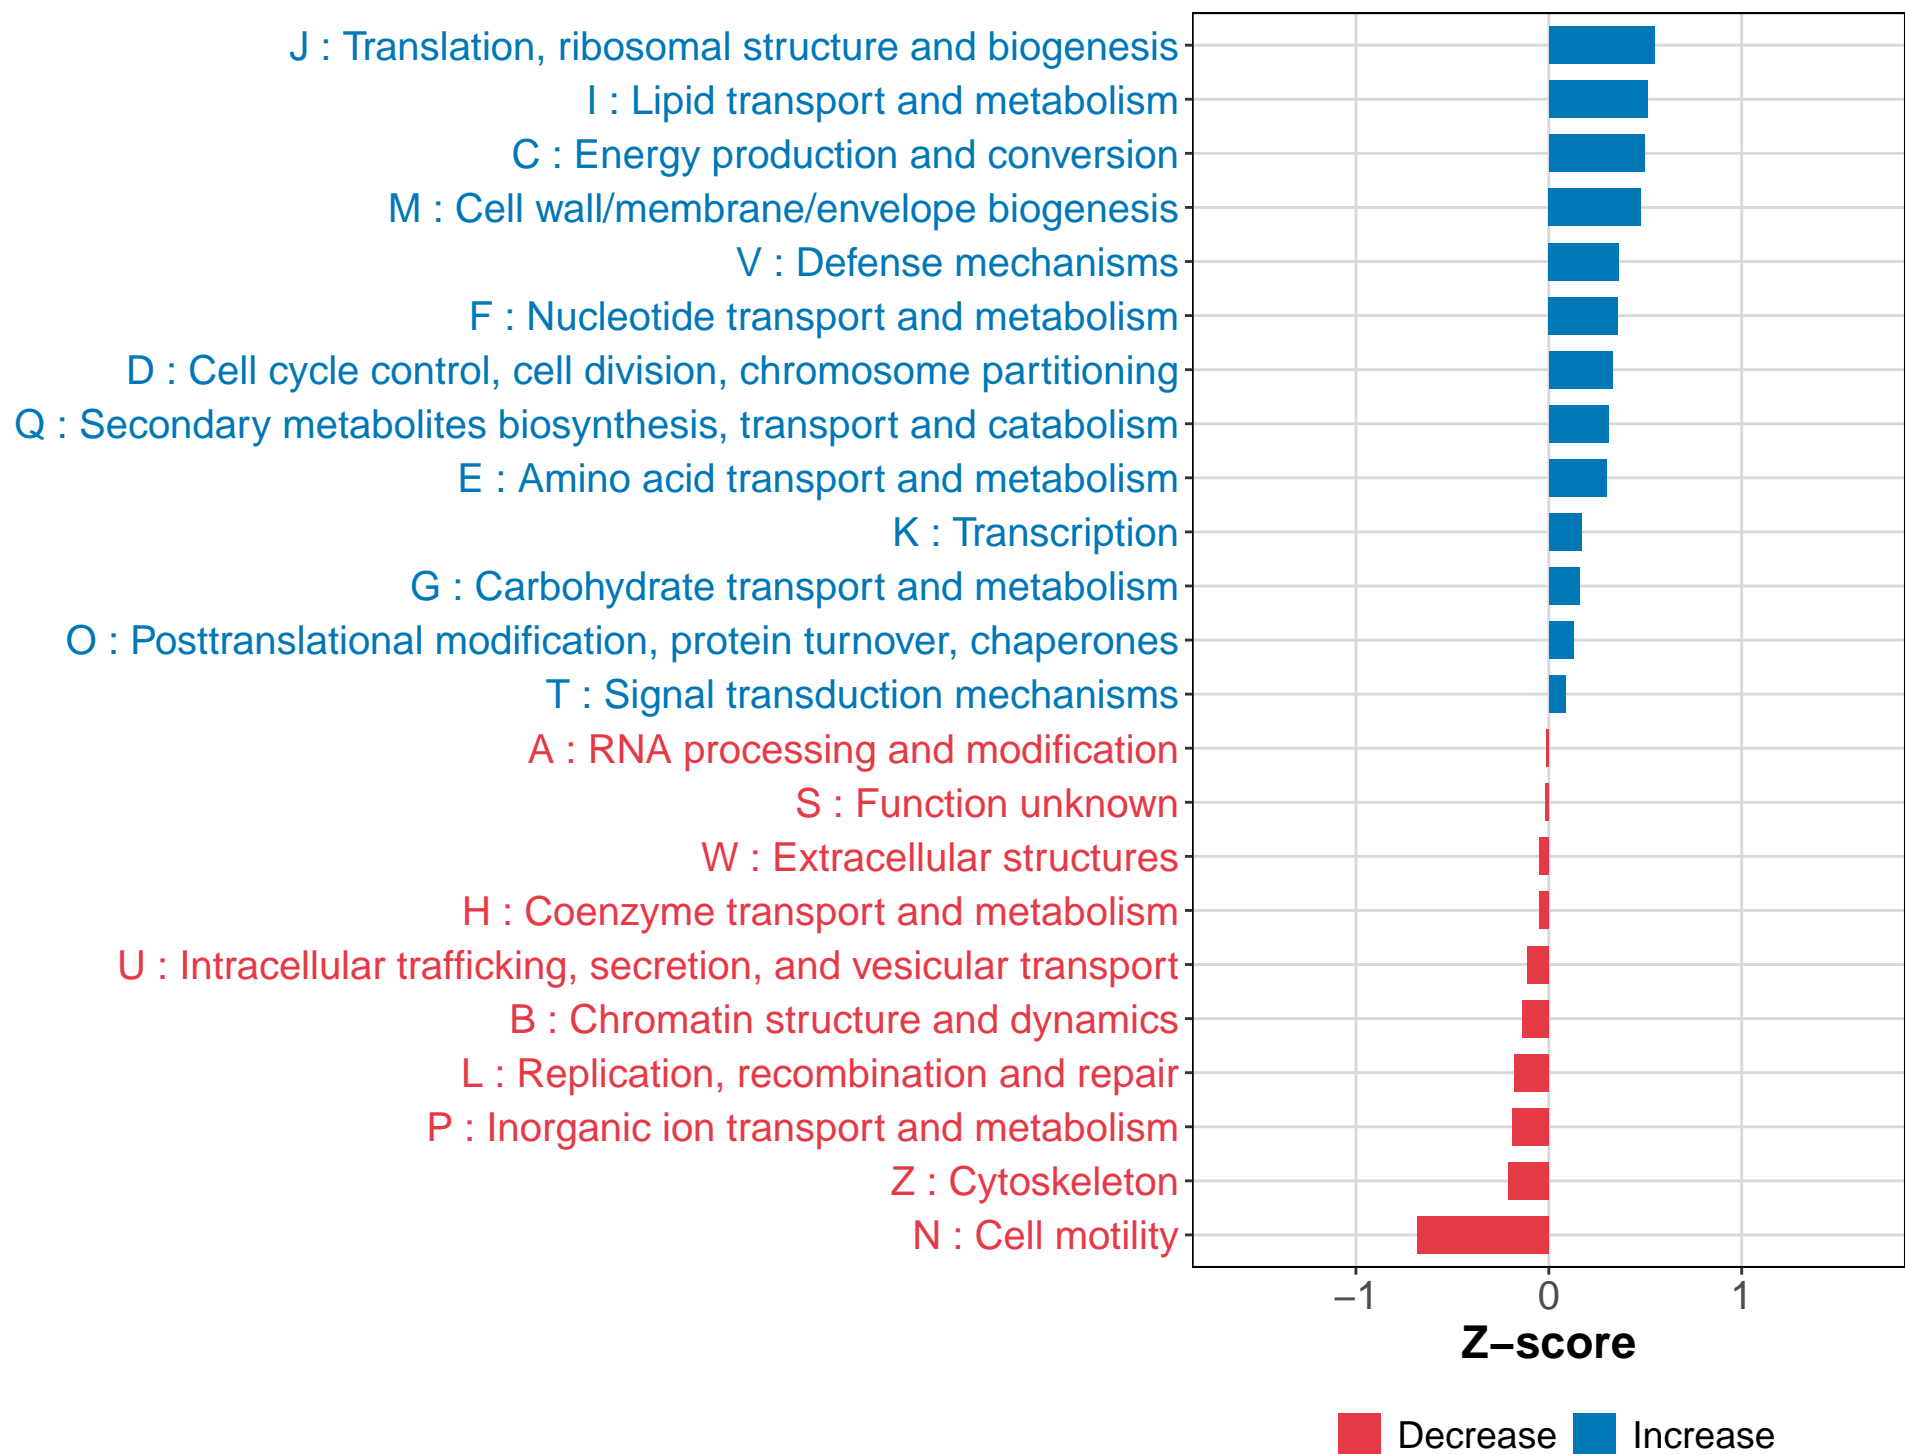 J : Translation, ribosomal structure and biogenesis
I : Lipid transport and metabolism
C : Energy production and conversion
M : Cell wall/membrane/envelope biogenesis
V : Defense mechanisms
F : Nucleotide transport and metabolism
D : Cell cycle control, cell division, chromosome partitioning
Q : Secondary metabolites biosynthesis, transport and catabolism
E : Amino acid transport and metabolism
K : Transcription
G : Carbohydrate transport and metabolism
O : Posttranslational modification, protein turnover, chaperones
T : Signal transduction mechanisms
A : RNA processing and modification
S : Function unknown
W : Extracellular structures
H : Coenzyme transport and metabolism
U : Intracellular trafficking, secretion, and vesicular transport
B : Chromatin structure and dynamics
L : Replication, recombination and repair
P : Inorganic ion transport and metabolism
Z : Cytoskeleton
N : Cell motility
−1 0 1
Z−score
Decrease Increase